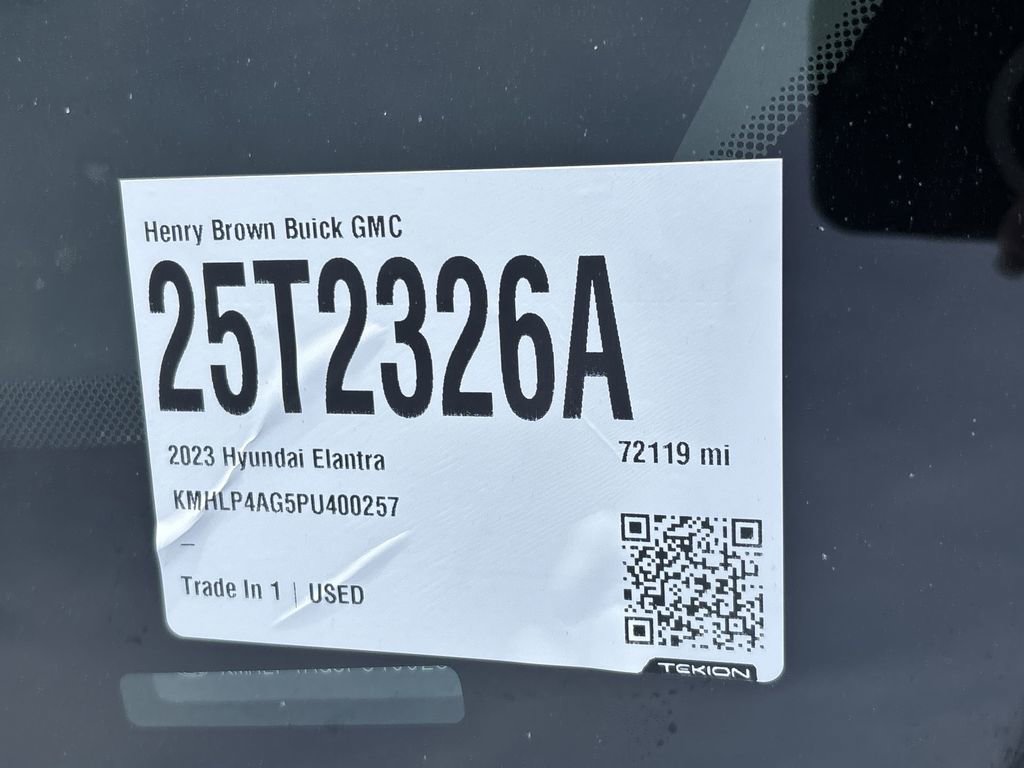 Henry Brown Buick GMC
25T2326A
2023 Hyundai Elantra
72119 mi
KMHLP4AG5PU400257
–
Trade In 1 | USED
TEKION